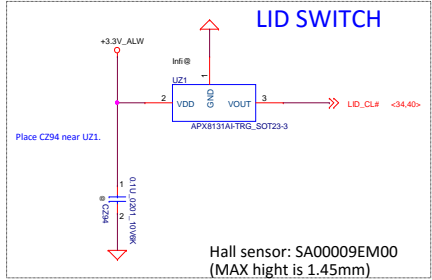 LID SWITCH
+3.3V_ALW
Infi@
UZ1
1
2
VDD
GND
VOUT
3
LID_CL# <34,40>
APX8131AI-TRG_SOT23-3
Place CZ94 near UZ1.
1
2
@
CZ94
0.1U_0201_10V6K
Hall sensor: SA00009EM00
(MAX hight is 1.45mm)